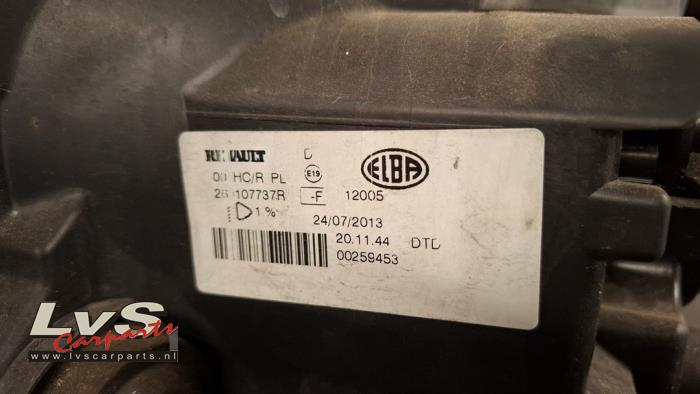 RENAULT D
00 HC/R PL E19 ELBA
26 107737R -F 12005
1 %
24/07/2013
20.11.44 DTD
00259453
LvS
Carparts
www.lvscarparts.nl